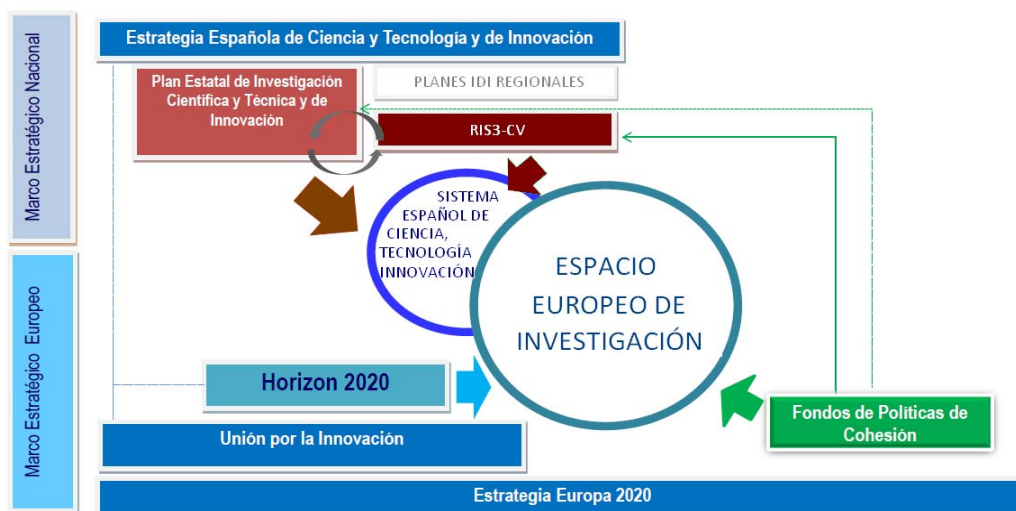 Marco Estratégico Nacional
Estrategia Española de Ciencia y Tecnología y de Innovación
Plan Estatal de Investigación
Científica y Técnica y de
Innovación
PLANES IDI REGIONALES
RIS3-CV
SISTEMA
ESPAÑOL DE
CIENCIA,
TECNOLOGÍA
INNOVACIÓN
ESPACIO
EUROPEO DE
INVESTIGACIÓN
Marco Estratégico Europeo
Horizon 2020
Unión por la Innovación
Fondos de Políticas de
Cohesión
Estrategia Europa 2020